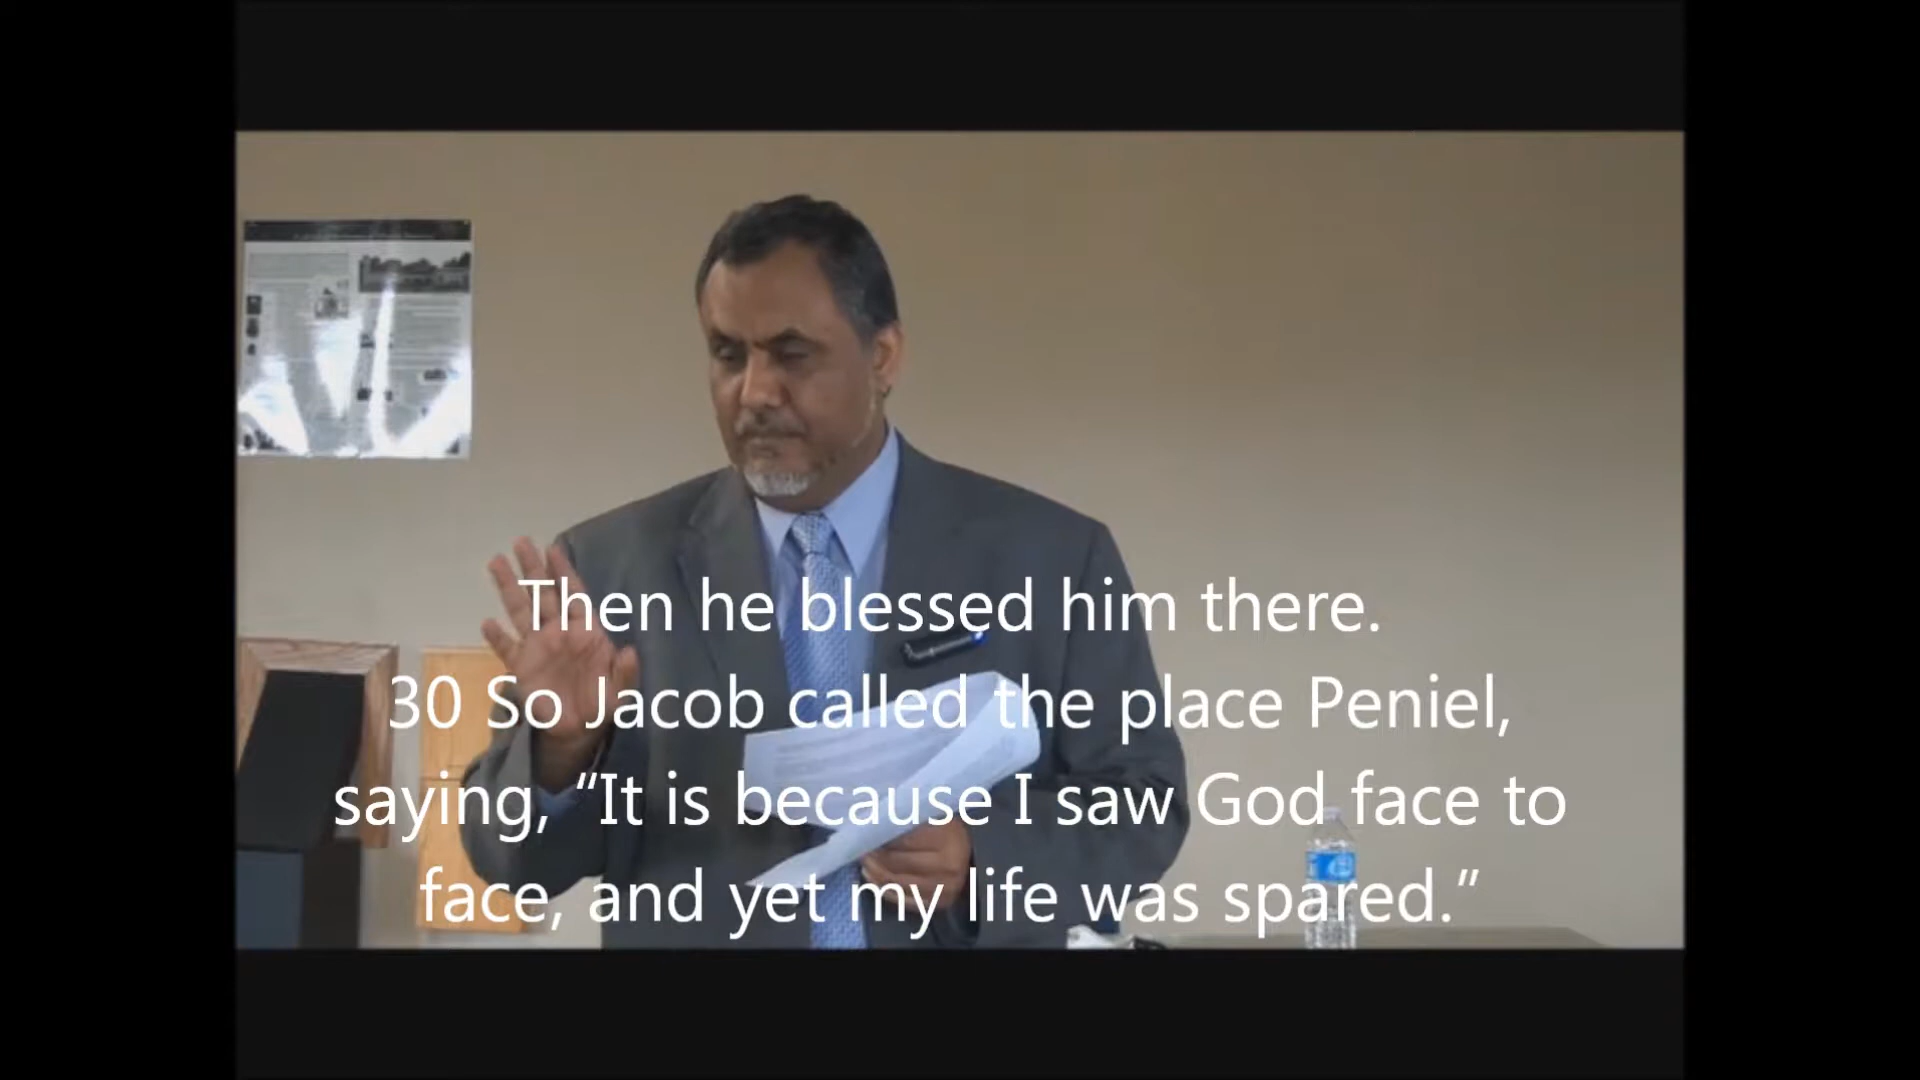 Then he blessed him there.
30 So Jacob called the place Peniel,
saying, “It is because I saw God face to
face, and yet my life was spared.”